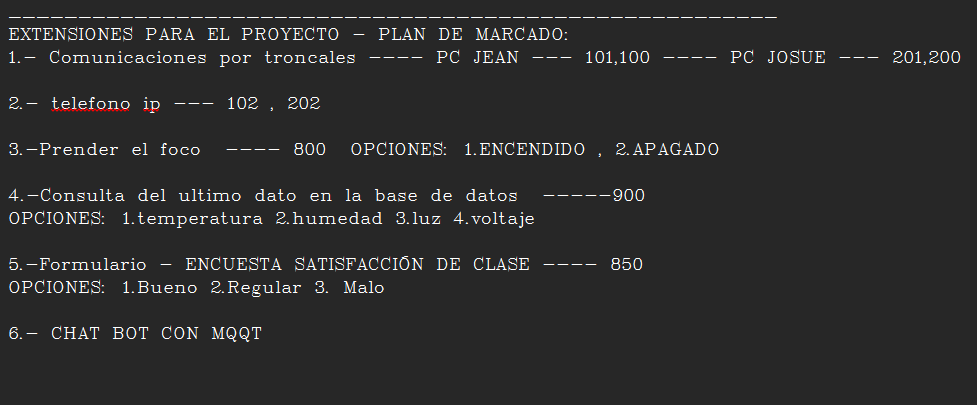 EXTENSIONES PARA EL PROYECTO - PLAN DE MARCADO:
1.- Comunicaciones por troncales ---- PC JEAN --- 101,100 ---- PC JOSUE --- 201,200
2.- telefono ip --- 102 , 202
3.-Prender el foco ---- 800 OPCIONES: 1.ENCENDIDO , 2.APAGADO
4.-Consulta del ultimo dato en la base de datos -----900
OPCIONES: 1.temperatura 2.humedad 3.luz 4.voltaje
5.-Formulario - ENCUESTA SATISFACCIÓN DE CLASE ---- 850
OPCIONES: 1.Bueno 2.Regular 3. Malo
6.- CHAT BOT CON MQQT